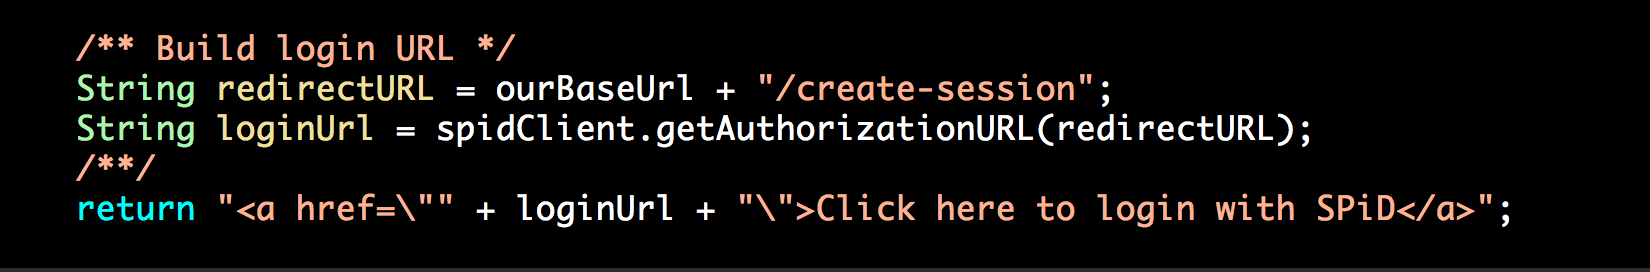 /** Build login URL */
String redirectURL = ourBaseUrl + "/create-session";
String loginUrl = spidClient.getAuthorizationURL(redirectURL);
/**/
return "<a href=\"" + loginUrl + "\">Click here to login with SPiD</a>";